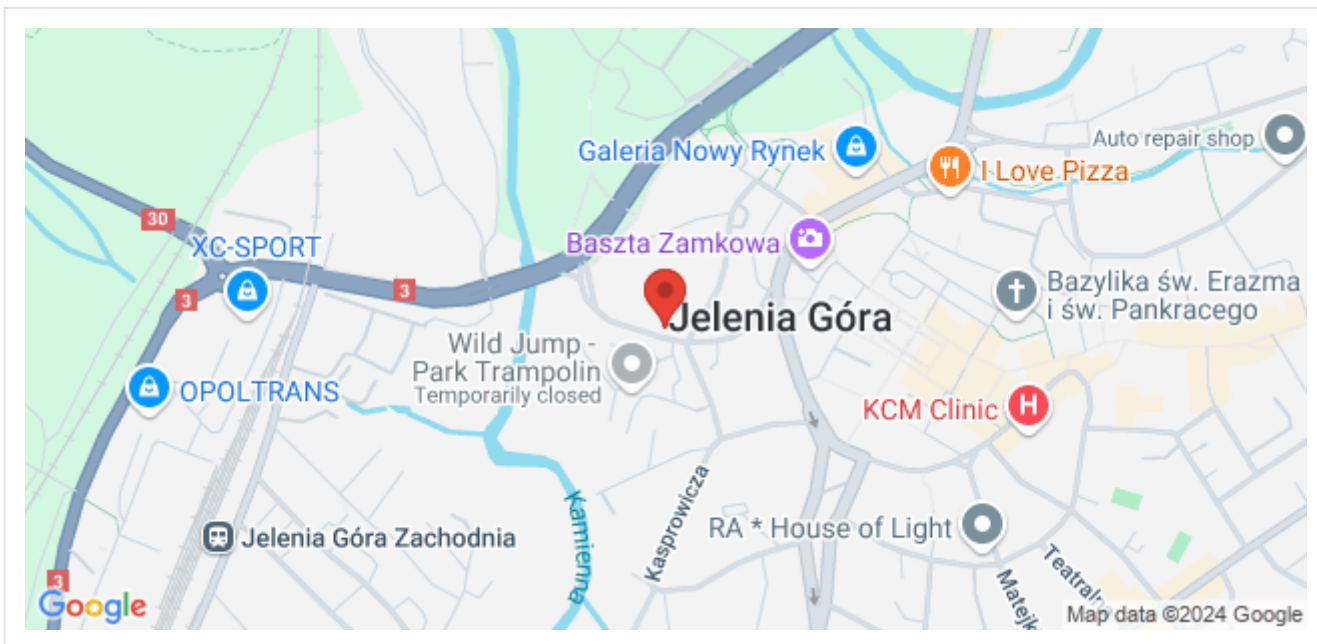 Galeria Nowy Rynek
Auto repair shop
I Love Pizza
30
XC-SPORT
Baszta Zamkowa
3
3
Bazylika św. Erazma
i św. Pankracego
Jelenia Góra
Wild Jump -
Park Trampolin
Temporarily closed
OPOLTRANS
KCM Clinic
H
Kasprowicza
Kamienna
RA * House of Light
Jelenia Góra Zachodnia
Teatraln
Matejk
3
Google
Map data ©2024 Google